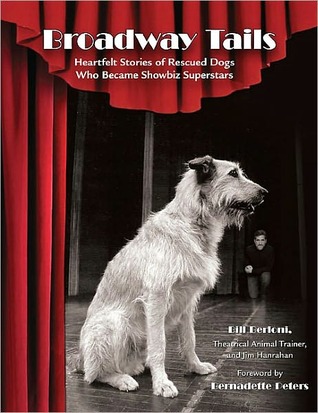 Broadway Tails
Heartfelt Stories of Rescued Dogs
Who Became Showbiz Superstars
Bill Berloni,
Theatrical Animal Trainer,
and Jim Hanrahan
Foreword by
Bernadette Peters